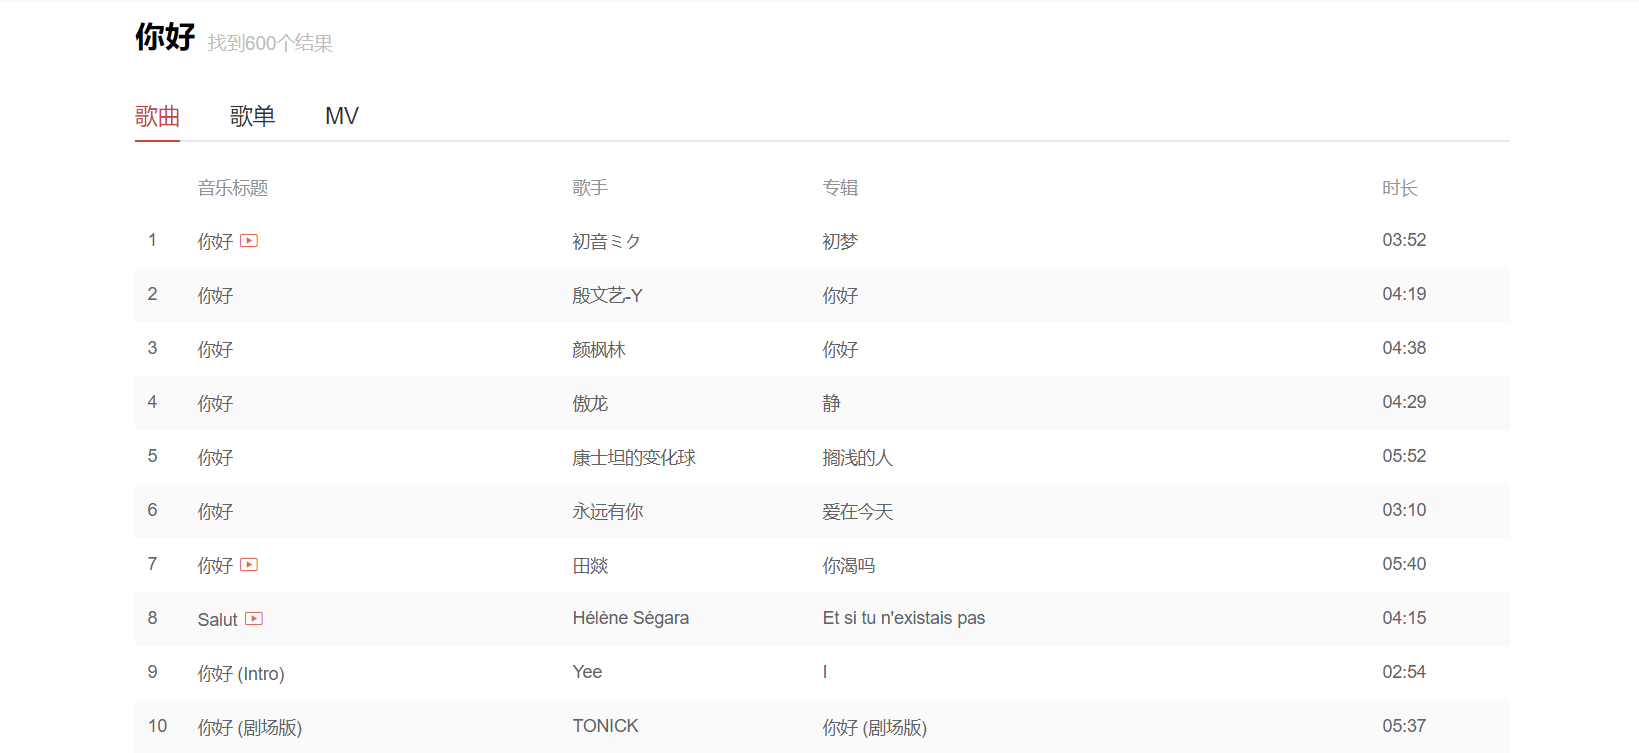 你好 找到600个结果
歌曲 歌单 MV
音乐标题 歌手 专辑 时长
1 你好 初音ミク 初梦 03:52
2 你好 殷文艺-Y 你好 04:19
3 你好 颜枫林 你好 04:38
4 你好 傲龙 静 04:29
5 你好 康士坦的变化球 搁浅的人 05:52
6 你好 永远有你 爱在今天 03:10
7 你好 田燚 你渴吗 05:40
8 Salut Hélène Ségara Et si tu n'existais pas 04:15
9 你好 (Intro) Yee I 02:54
10 你好 (剧场版) TONICK 你好 (剧场版) 05:37